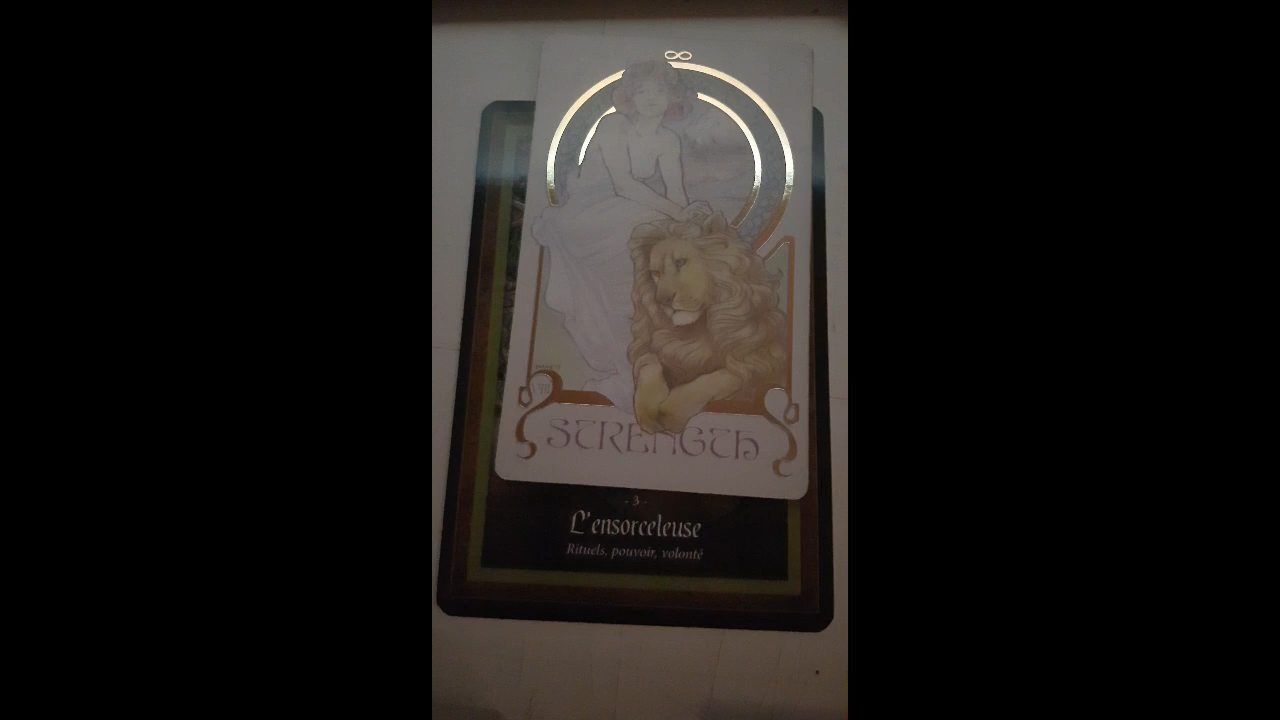 ∞
STRENGTH
- 3 -
L'ensorceleuse
Rituels, pouvoir, volonté